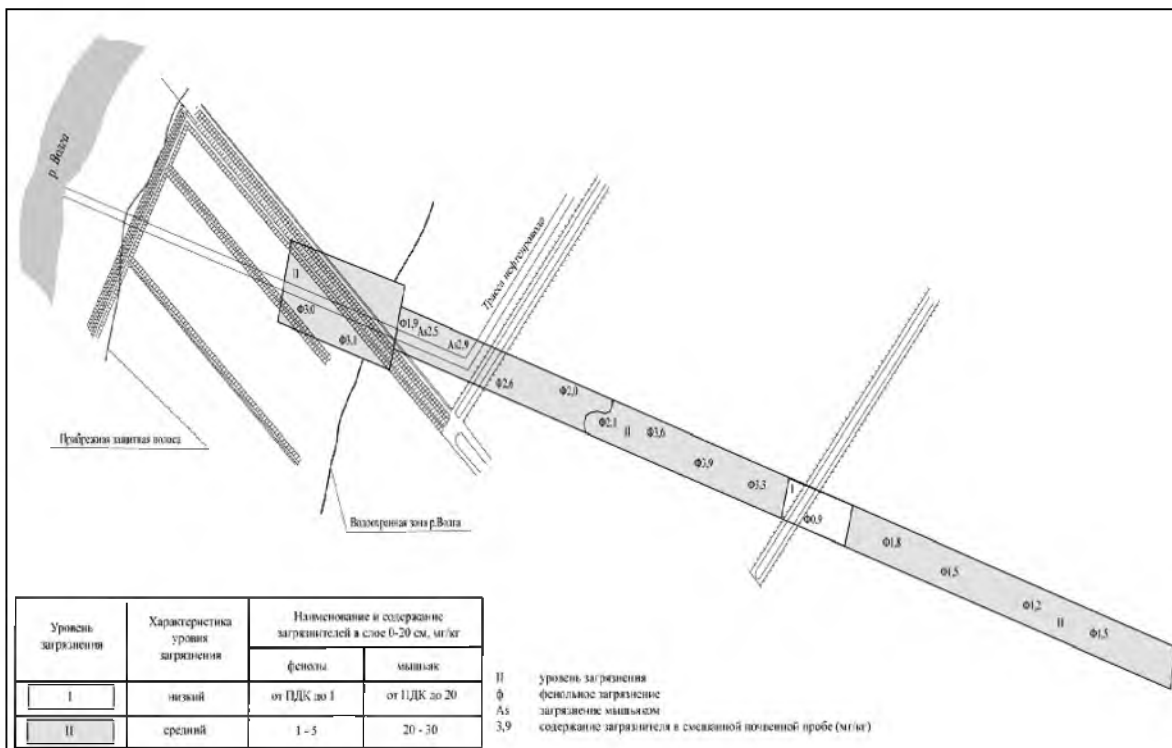 р. Волга
Трасса нефтепровода
II
Ф3,0
Ф3,1
Ф1,9
As2,5
As2,9
Ф2,6
Ф2,0
Ф2,1
II
Ф3,6
Ф3,9
Ф3,3
I
Ф0,9
Ф1,8
Ф1,5
Ф1,2
II
Ф1,5
Прибрежная защитная полоса
Водоохранная зона р.Волга
Уровень
загрязнения
Характеристика
уровня
загрязнения
Наименование и содержание
загрязнителей в слое 0-20 см, мг/кг
фенолы
мышьяк
I
низкий
от ПДК до 1
от ПДК до 20
II
средний
1 - 5
20 - 30
II уровень загрязнения
ф фенольное загрязнение
As загрязнение мышьяком
3,9 содержание загрязнителя в смешанной почвенной пробе (мг/кг)